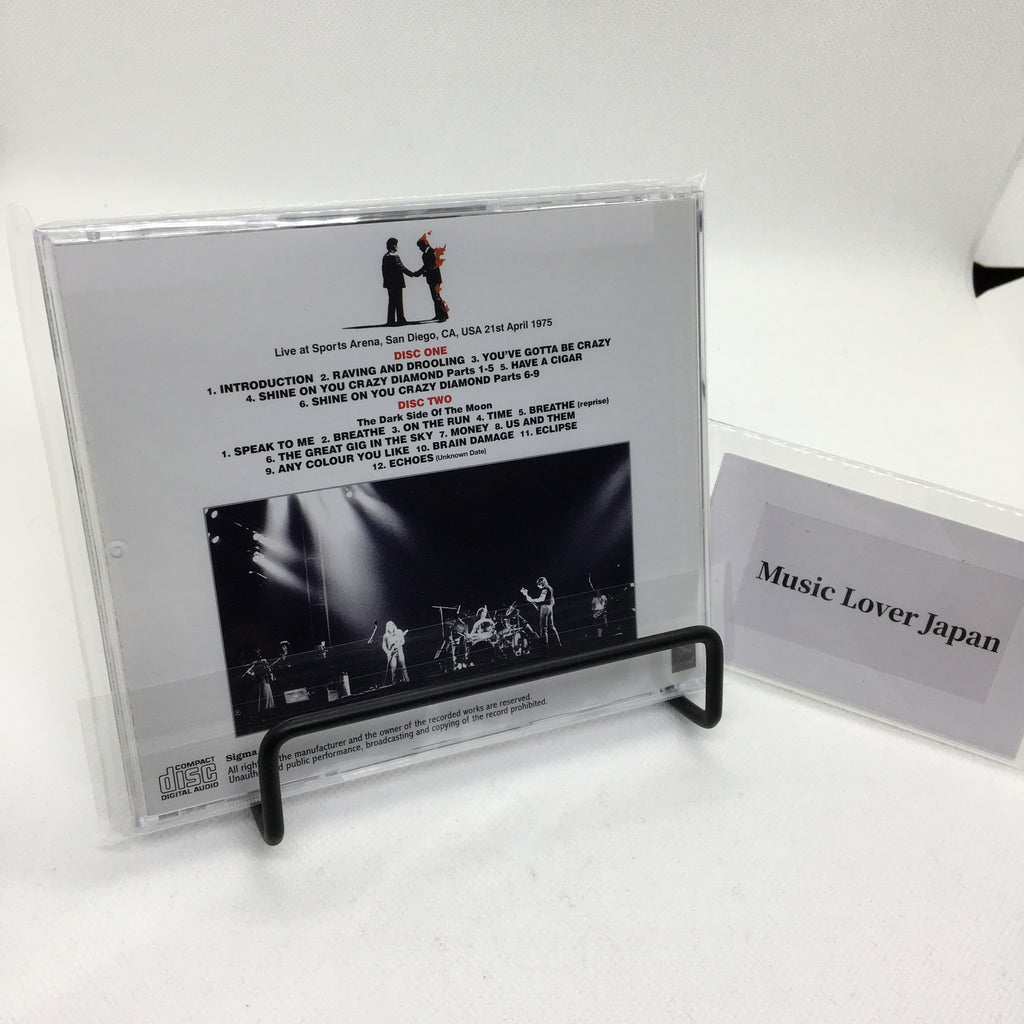 Live at Sports Arena, San Diego, CA, USA 21st April 1975
DISC ONE
1. INTRODUCTION 2. RAVING AND DROOLING 3. YOU'VE GOTTA BE CRAZY
4. SHINE ON YOU CRAZY DIAMOND Parts 1-5 5. HAVE A CIGAR
6. SHINE ON YOU CRAZY DIAMOND Parts 6-9
DISC TWO
The Dark Side Of The Moon
1. SPEAK TO ME 2. BREATHE 3. ON THE RUN 4. TIME 5. BREATHE (reprise)
6. THE GREAT GIG IN THE SKY 7. MONEY 8. US AND THEM
9. ANY COLOUR YOU LIKE 10. BRAIN DAMAGE 11. ECLIPSE
12. ECHOES (Unknown Date)
Sigma
All the manufacturer and the owner of the recorded works are reserved.
public performance, broadcasting and copying of the record prohibited.
COMPACT
disc
DIGITAL AUDIO
Music Lover Japan